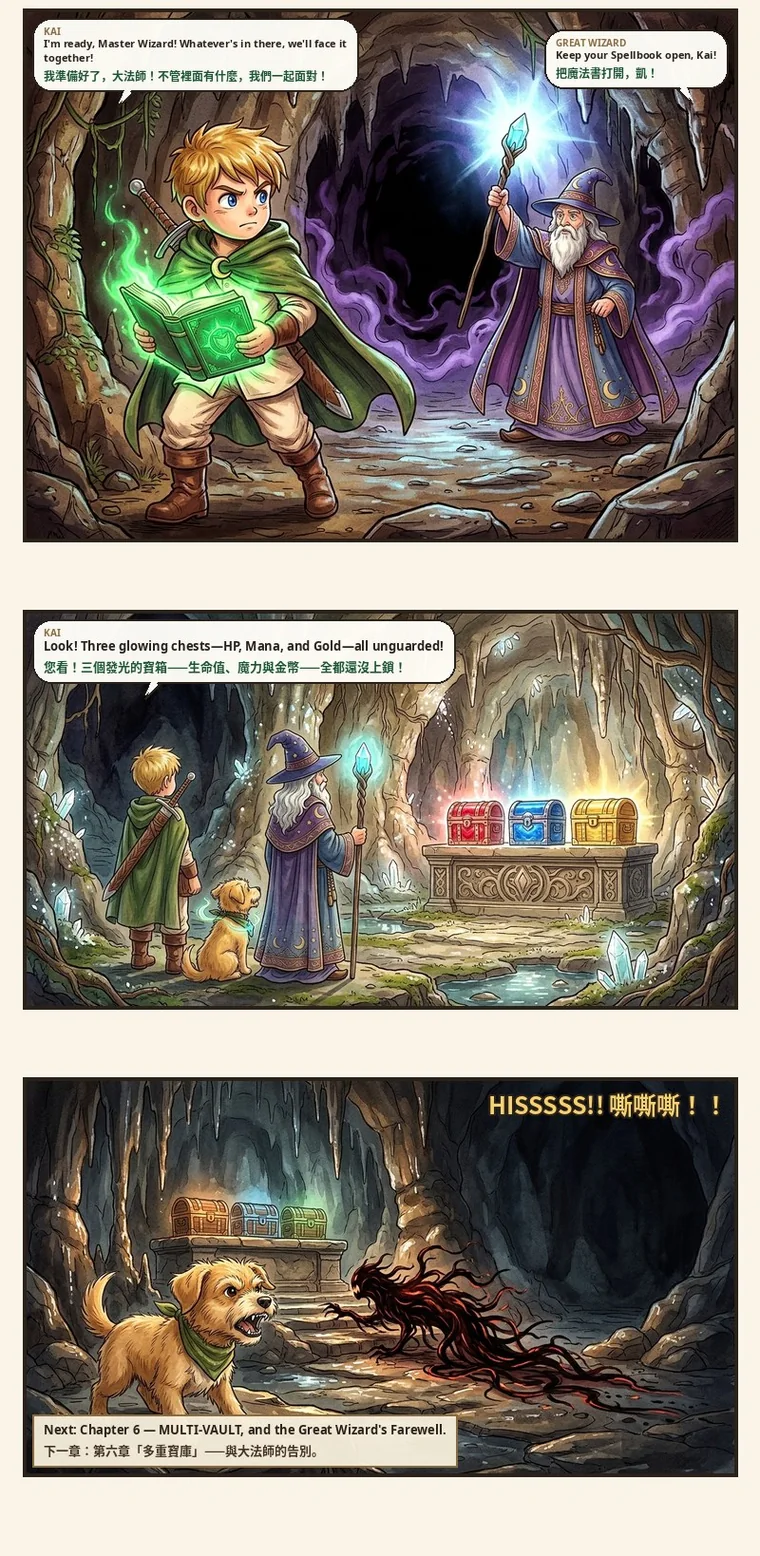 KAI
I'm ready, Master Wizard! Whatever's in there, we'll face it
together!
我準備好了，大法師！不管裡面有什麼，我們一起面對！
GREAT WIZARD
Keep your Spellbook open, Kai!
把魔法書打開，凱！
KAI
Look! Three glowing chests—HP, Mana, and Gold—all unguarded!
您看！三個發光的寶箱——生命值、魔力與金幣——全都還沒上鎖！
HISSSSS!! 嘶嘶嘶！！
Next: Chapter 6 — MULTI-VAULT, and the Great Wizard's Farewell.
下一章：第六章「多重寶庫」——與大法師的告別。